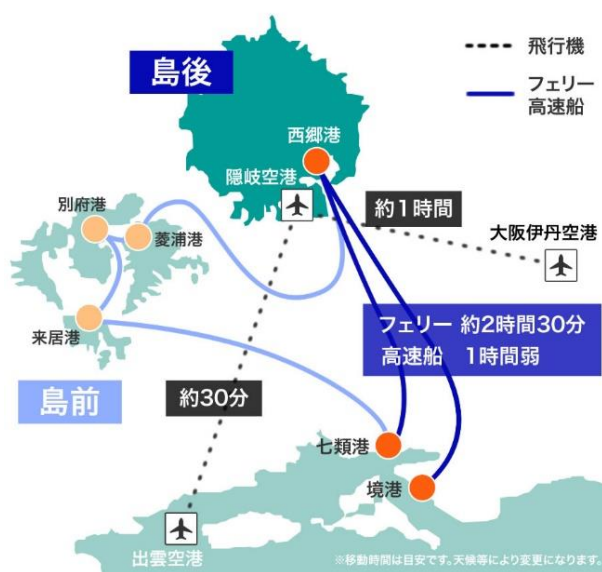 飛行機
フェリー
高速船
島後
西郷港
隠岐空港
約1時間
大阪伊丹空港
別府港
菱浦港
来居港
島前
フェリー 約2時間30分
高速船 1時間弱
約30分
七類港
境港
出雲空港
※移動時間は目安です。天候等により変更になります。